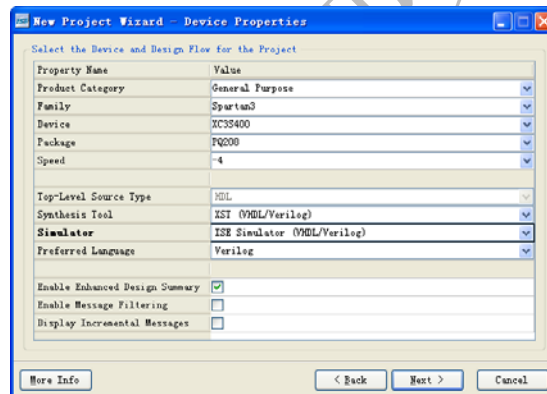 New Project Wizard - Device Properties
Select the Device and Design Flow for the Project
Property Name Value
Product Category General Purpose
Family Spartan3
Device XC3S400
Package PQ208
Speed -4
Top-Level Source Type HDL
Synthesis Tool XST (VHDL/Verilog)
Simulator ISE Simulator (VHDL/Verilog)
Preferred Language Verilog
Enable Enhanced Design Summary
Enable Message Filtering
Display Incremental Messages
More Info < Back Next > Cancel